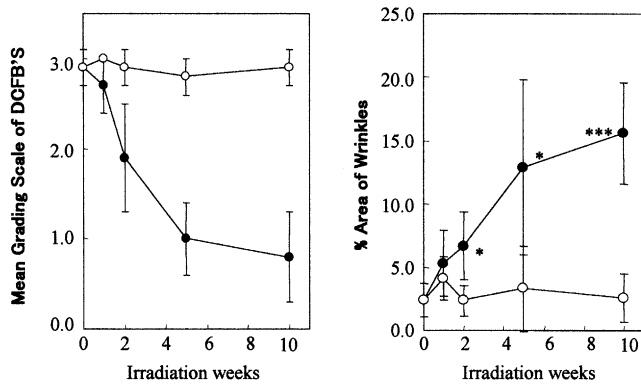 Mean Grading Scale of DCFB'S
3.0
2.0
1.0
0.0
0 2 4 6 8 10
Irradiation weeks
% Area of Wrinkles
25.0
20.0
15.0
10.0
5.0
0.0
*
*
***
0 2 4 6 8 10
Irradiation weeks